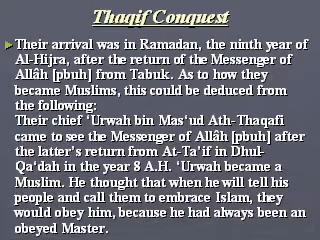 Thaqif Conquest
►Their arrival was in Ramadan, the ninth year of
Al-Hijra, after the return of the Messenger of
Allâh [pbuh] from Tabuk. As to how they
became Muslims, this could be deduced from
the following:
Their chief ‘Urwah bin Mas‘ud Ath-Thaqafi
came to see the Messenger of Allâh [pbuh] after
the latter’s return from At-Ta’if in Dhul-
Qa‘dah in the year 8 A.H. ‘Urwah became a
Muslim. He thought that when he will tell his
people and call them to embrace Islam, they
would obey him, because he had always been an
obeyed Master.